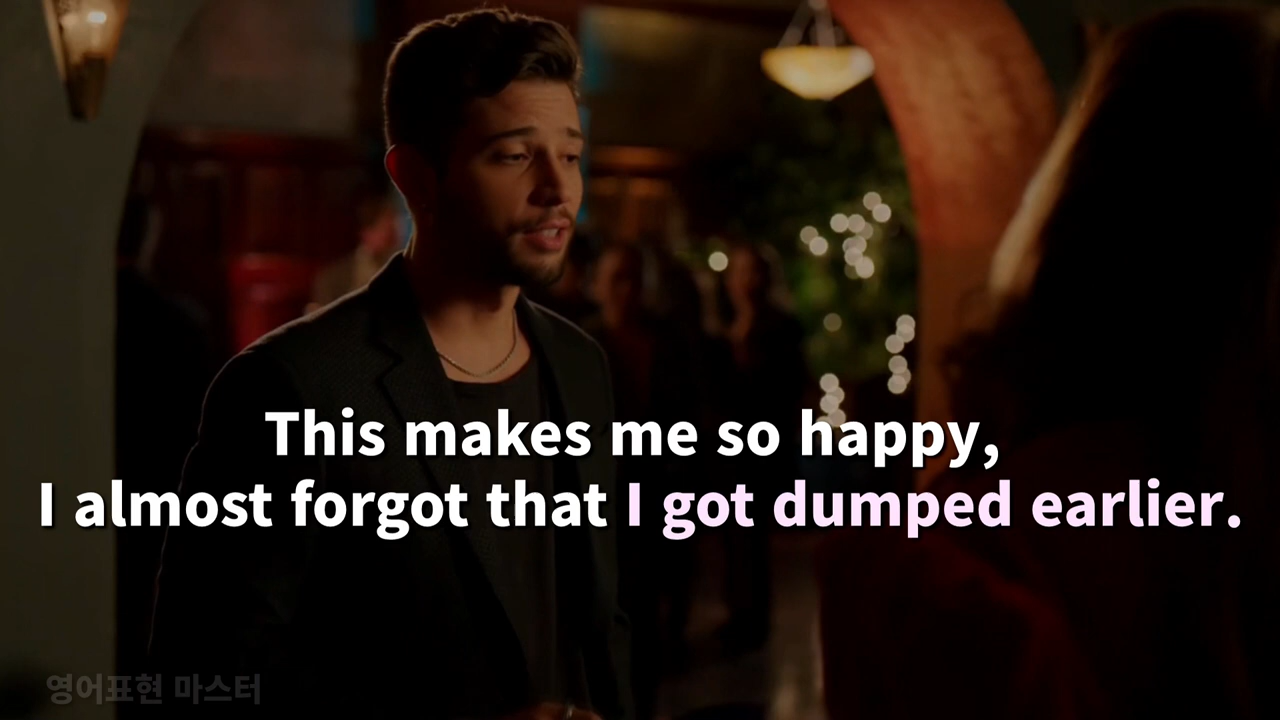 This makes me so happy,
I almost forgot that I got dumped earlier.
영어표현 마스터